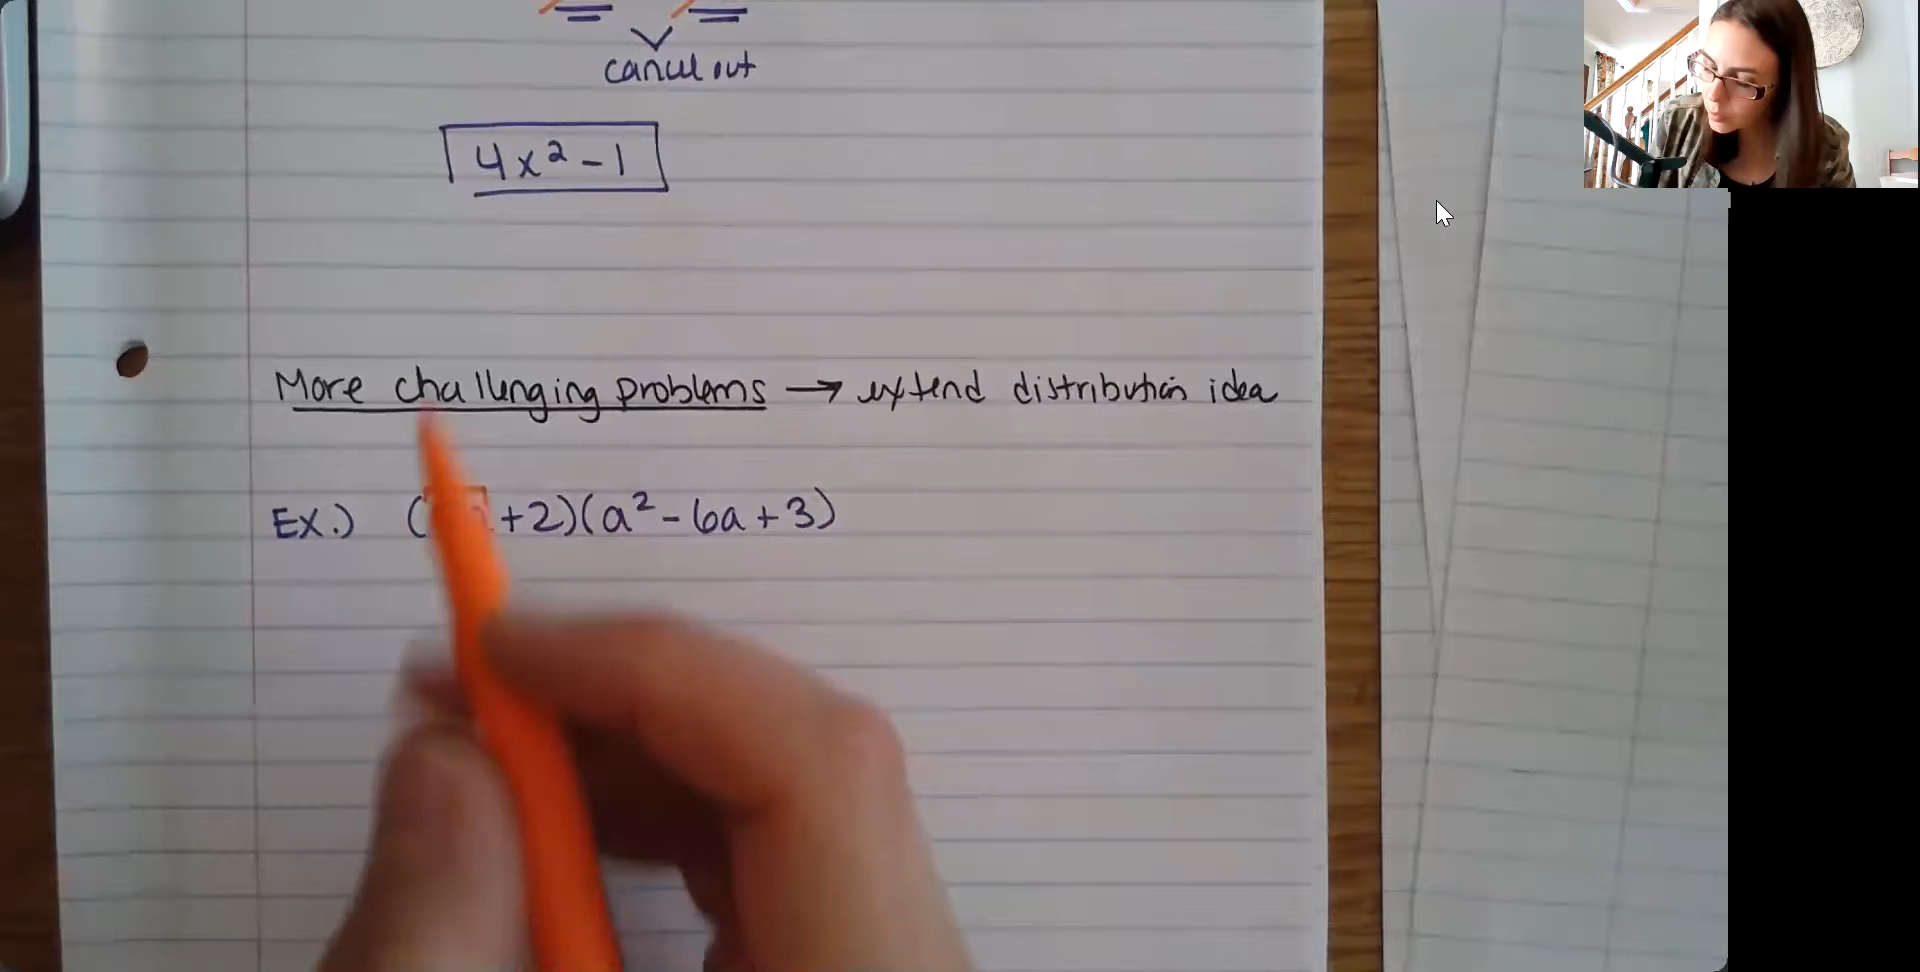 cancel out
4x² - 1
More challenging problems → extend distribution idea
Ex.) ( +2)(a² - 6a + 3)